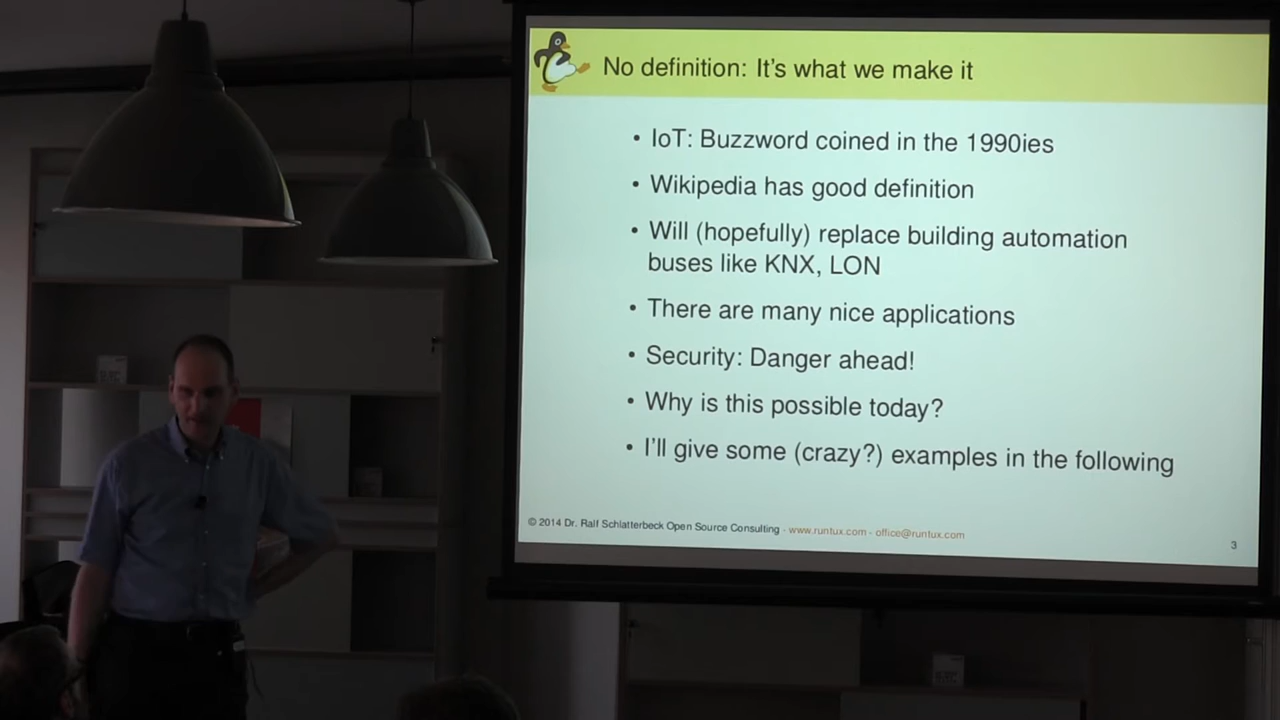 No definition: It's what we make it
• IoT: Buzzword coined in the 1990ies
• Wikipedia has good definition
• Will (hopefully) replace building automation
buses like KNX, LON
• There are many nice applications
• Security: Danger ahead!
• Why is this possible today?
• I'll give some (crazy?) examples in the following
© 2014 Dr. Ralf Schlatterbeck Open Source Consulting · www.runtux.com - office@runtux.com
3